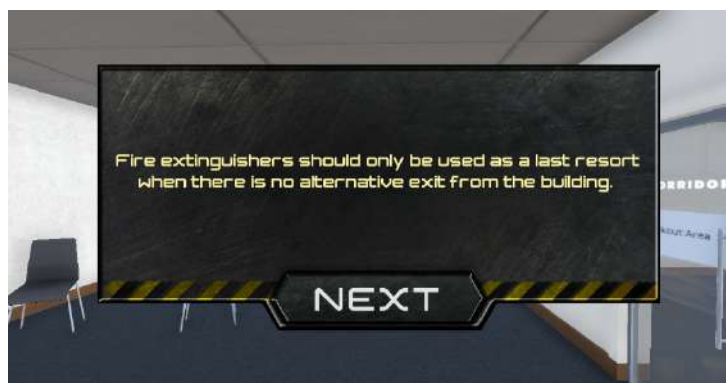 Fire extinguishers should only be used as a last resort
when there is no alternative exit from the building.
NEXT